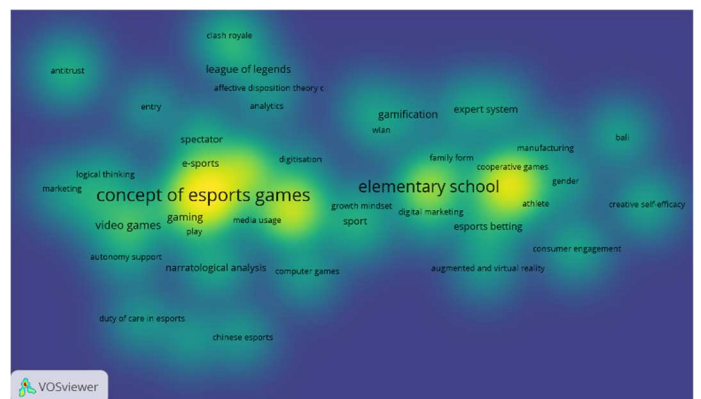 clash royale
antitrust
league of legends
affective disposition theory c
entry
analytics
gamification
expert system
wlan
bali
spectator
manufacturing
e-sports
digitisation
family form
cooperative games
logical thinking
gender
marketing
concept of esports games
elementary school
growth mindset
digital marketing
athlete
creative self-efficacy
video games
gaming
media usage
sport
esports betting
play
consumer engagement
autonomy support
narratological analysis
computer games
augmented and virtual reality
duty of care in esports
chinese esports
VOSviewer